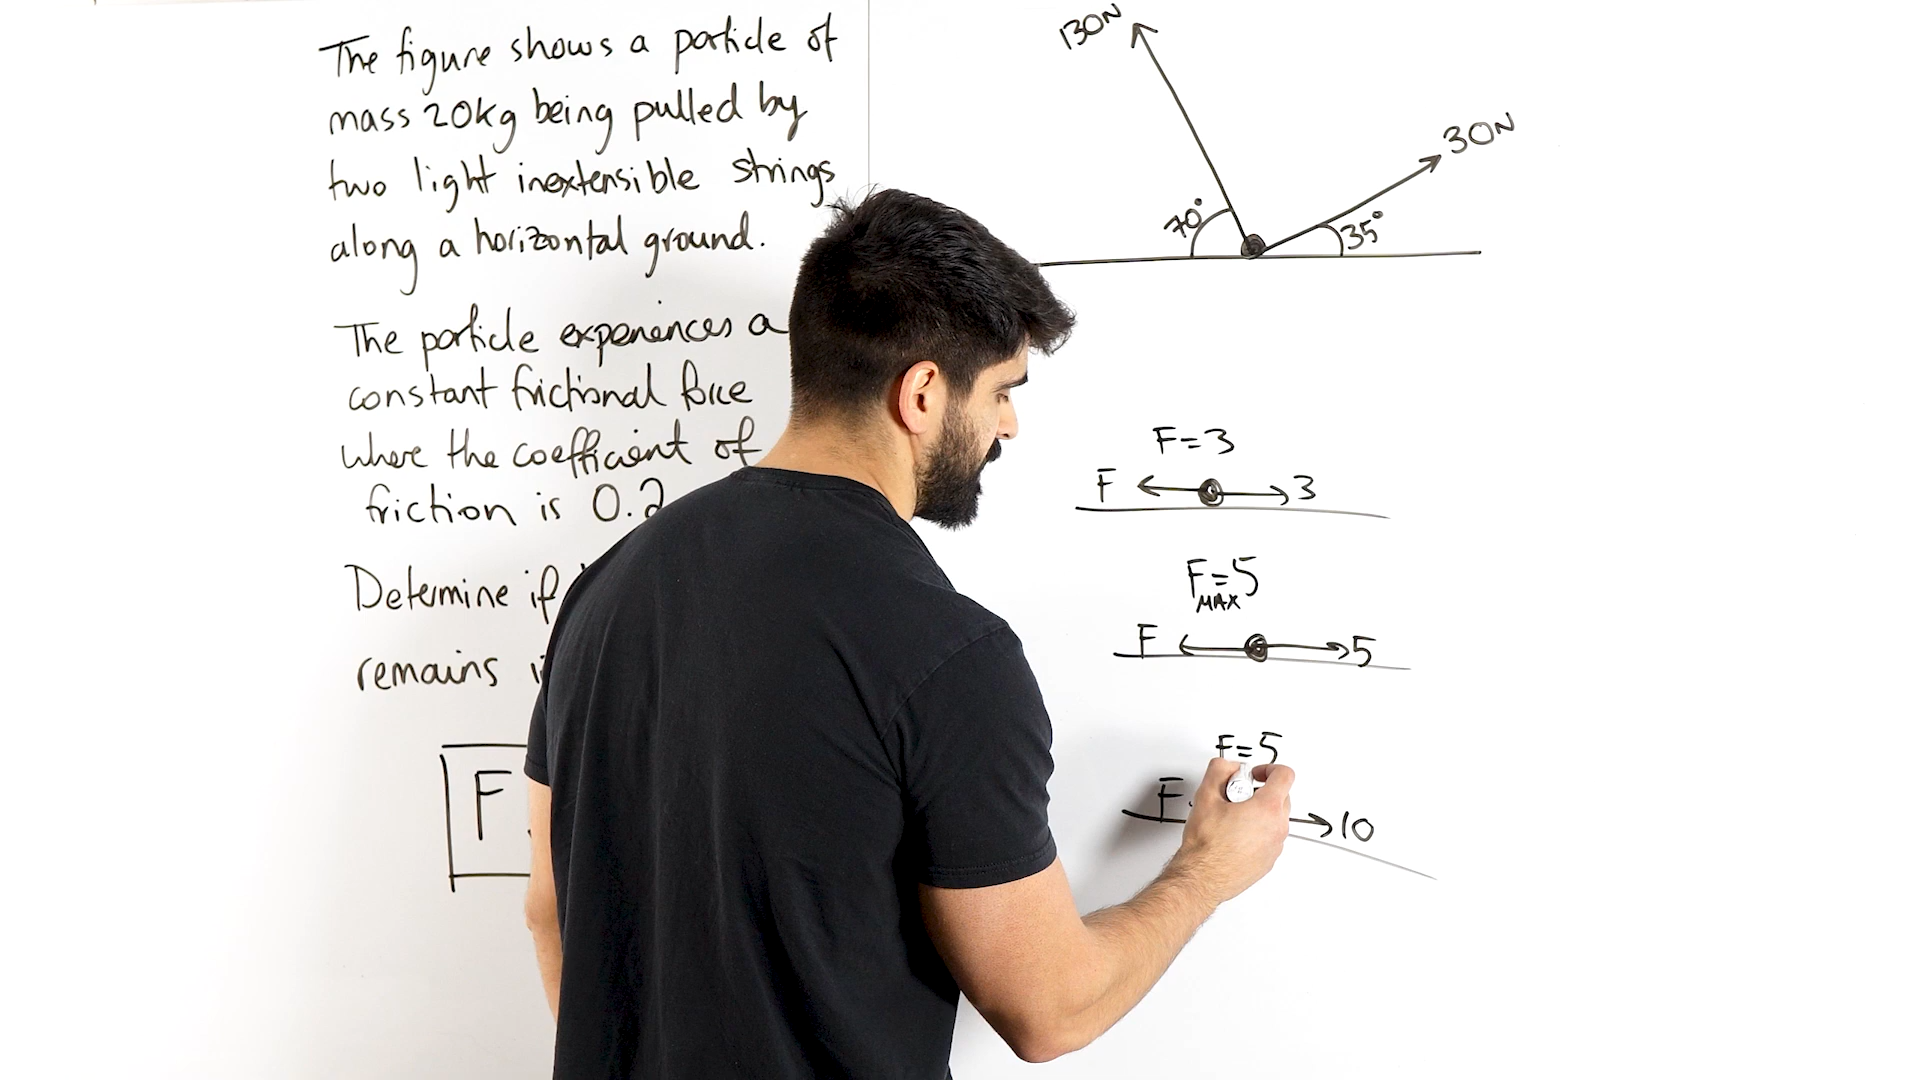 The figure shows a particle of
mass 20kg being pulled by
two light inextensible strings
along a horizontal ground.
The particle experiences a
constant frictional force
where the coefficient of
friction is 0.2
Determine if
remains
F
130N
30N
70°
35°
F=3
F
3
F=5
MAX
F
5
F=5
F
10